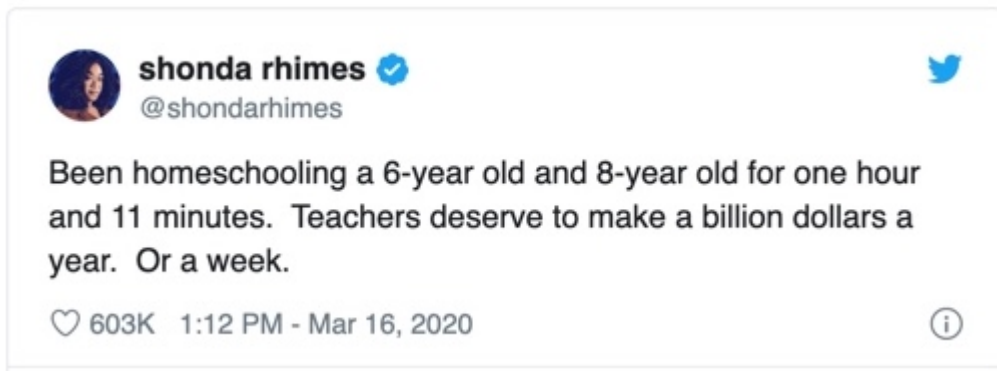 shonda rhimes
@shondarhimes
Been homeschooling a 6-year old and 8-year old for one hour
and 11 minutes.  Teachers deserve to make a billion dollars a
year.  Or a week.
603K 1:12 PM - Mar 16, 2020